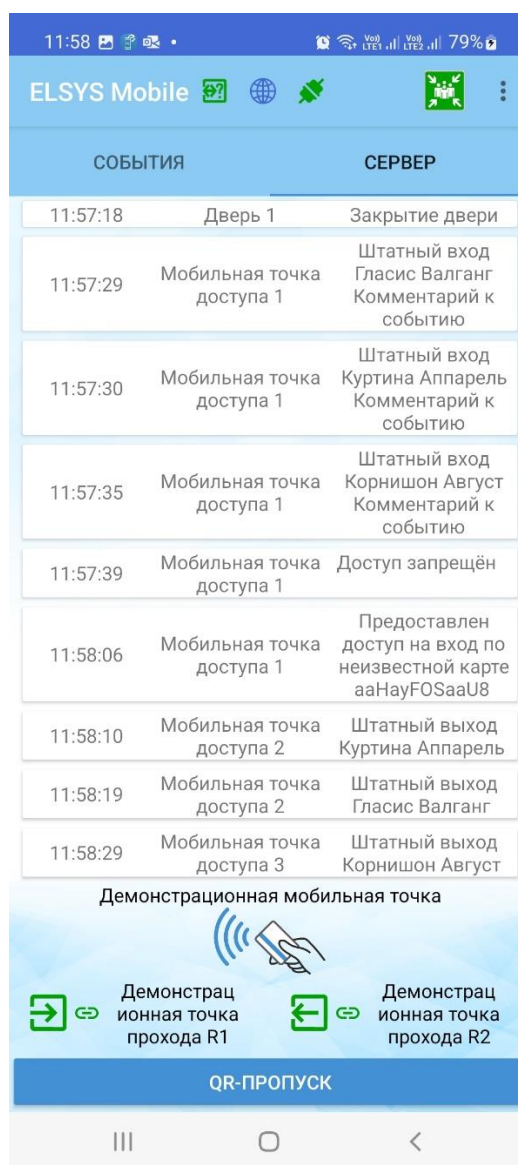 11:58 Vo)) LTE1 Vo)) LTE2 79%
ELSYS Mobile
СОБЫТИЯ СЕРВЕР
11:57:18 Дверь 1 Закрытие двери
Штатный вход
11:57:29 Мобильная точка Гласис Валганг
доступа 1 Комментарий к
событию
Штатный вход
11:57:30 Мобильная точка Куртина Аппарель
доступа 1 Комментарий к
событию
Штатный вход
11:57:35 Мобильная точка Корнишон Август
доступа 1 Комментарий к
событию
11:57:39 Мобильная точка Доступ запрещён
доступа 1
Предоставлен
11:58:06 Мобильная точка доступ на вход по
доступа 1 неизвестной карте
aaHayFOSaaU8
11:58:10 Мобильная точка Штатный выход
доступа 2 Куртина Аппарель
11:58:19 Мобильная точка Штатный выход
доступа 2 Гласис Валганг
11:58:29 Мобильная точка Штатный выход
доступа 3 Корнишон Август
Демонстрационная мобильная точка
Демонстрац
ионная точка
прохода R1
Демонстрац
ионная точка
прохода R2
QR-ПРОПУСК